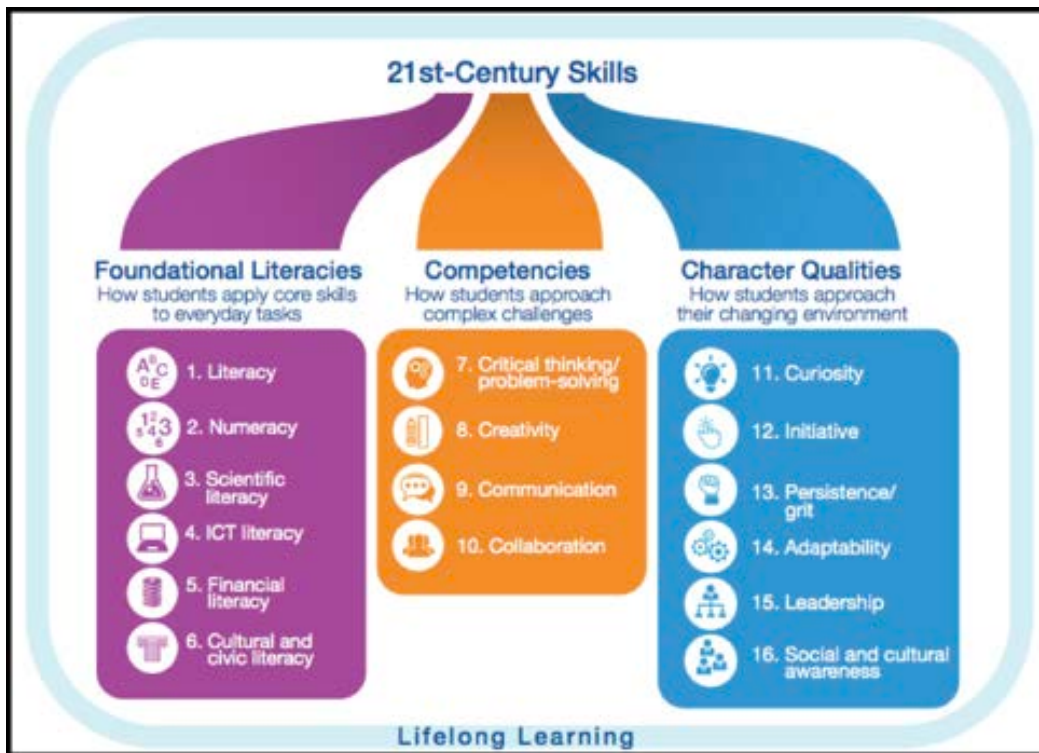 21st-Century Skills
Foundational Literacies
How students apply core skills
to everyday tasks
1. Literacy
2. Numeracy
3. Scientific
literacy
4. ICT literacy
5. Financial
literacy
6. Cultural and
civic literacy
Competencies
How students approach
complex challenges
7. Critical thinking/
problem-solving
8. Creativity
9. Communication
10. Collaboration
Character Qualities
How students approach
their changing environment
11. Curiosity
12. Initiative
13. Persistence/
grit
14. Adaptability
15. Leadership
16. Social and cultural
awareness
Lifelong Learning